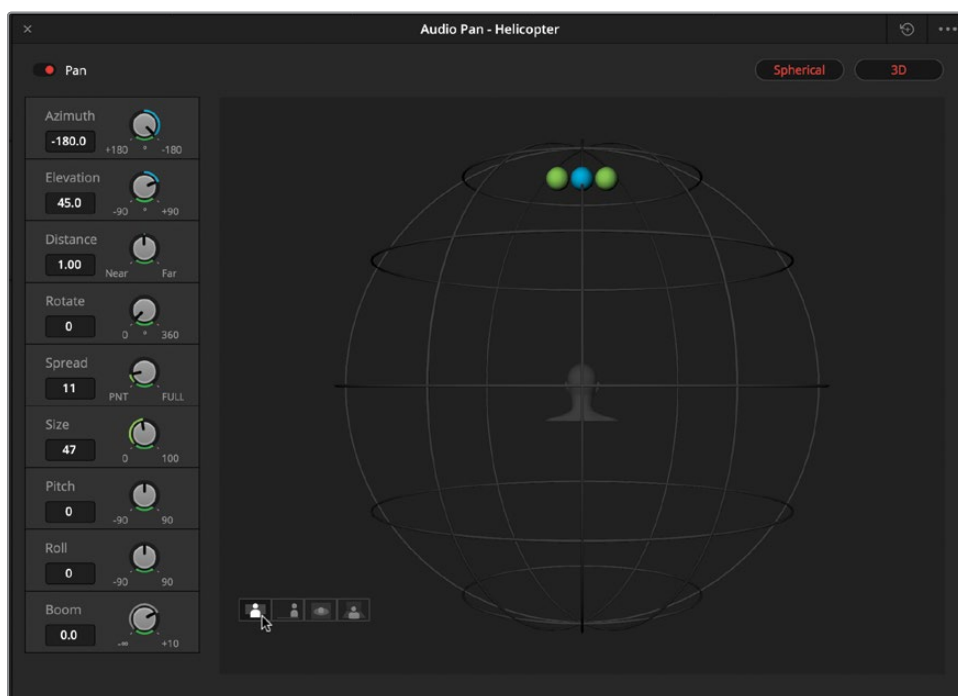 Audio Pan - Helicopter
Pan
Spherical
3D
Azimuth
-180.0
+180 ° -180
Elevation
45.0
-90 ° +90
Distance
1.00
Near Far
Rotate
0
0 ° 360
Spread
11
PNT FULL
Size
47
0 100
Pitch
0
-90 90
Roll
0
-90 90
Boom
0.0
-∞ +10